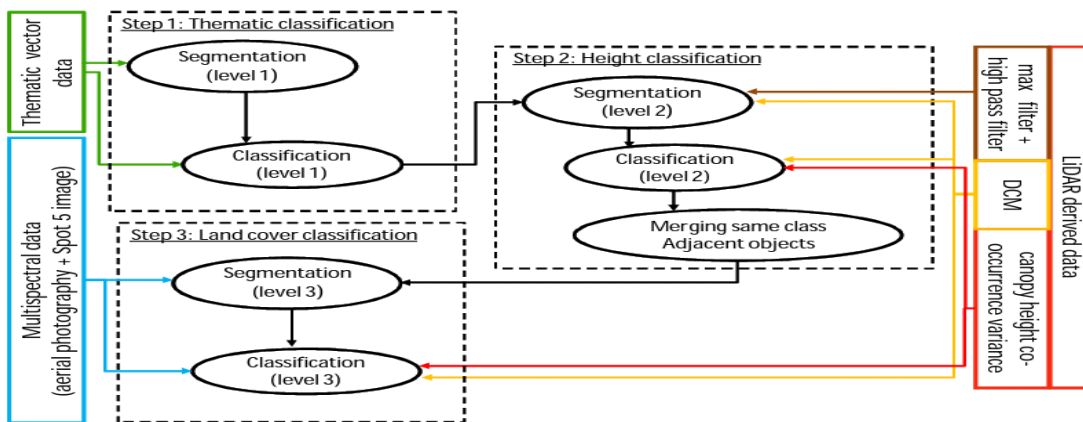 Thematic vector
data
Multispectral data
(aerial photography + Spot 5 image)
Step 1: Thematic classification
Segmentation
(level 1)
Classification
(level 1)
Step 2: Height classification
Segmentation
(level 2)
Classification
(level 2)
Merging same class
Adjacent objects
Step 3: Land cover classification
Segmentation
(level 3)
Classification
(level 3)
max filter +
high pass filter
DCM
canopy height co-
occurrence variance
LiDAR derived data